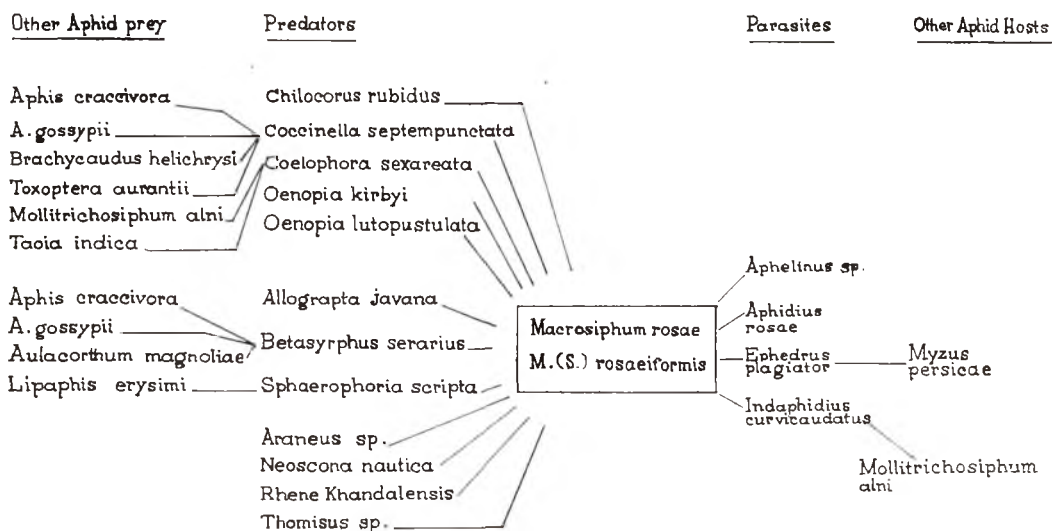 Other Aphid prey
Predators
Parasites
Other Aphid Hosts
Aphis craccivora
A. gossypii
Brachycaudus helichrysi
Toxoptera aurantii
Mollitrichosiphum alni
Taoia indica
Chilocorus rubidus
Coccinella septempunctata
Coelophora sexareata
Oenopia kirbyi
Oenopia lutopustulata
Aphis craccivora
A. gossypii
Aulacorthum magnoliae
Lipaphis erysimi
Allograpta javana
Betasyrphus serarius
Sphaerophoria scripta
Araneus sp.
Neoscona nautica
Rhene Khandalensis
Thomisus sp.
Macrosiphum rosae
M.(S.) rosaeiformis
Aphelinus sp.
Aphidius
rosae
Ephedrus
plagiator
Indaphidius
curvicaudatus
Myzus
persicae
Mollitrichosiphum
alni